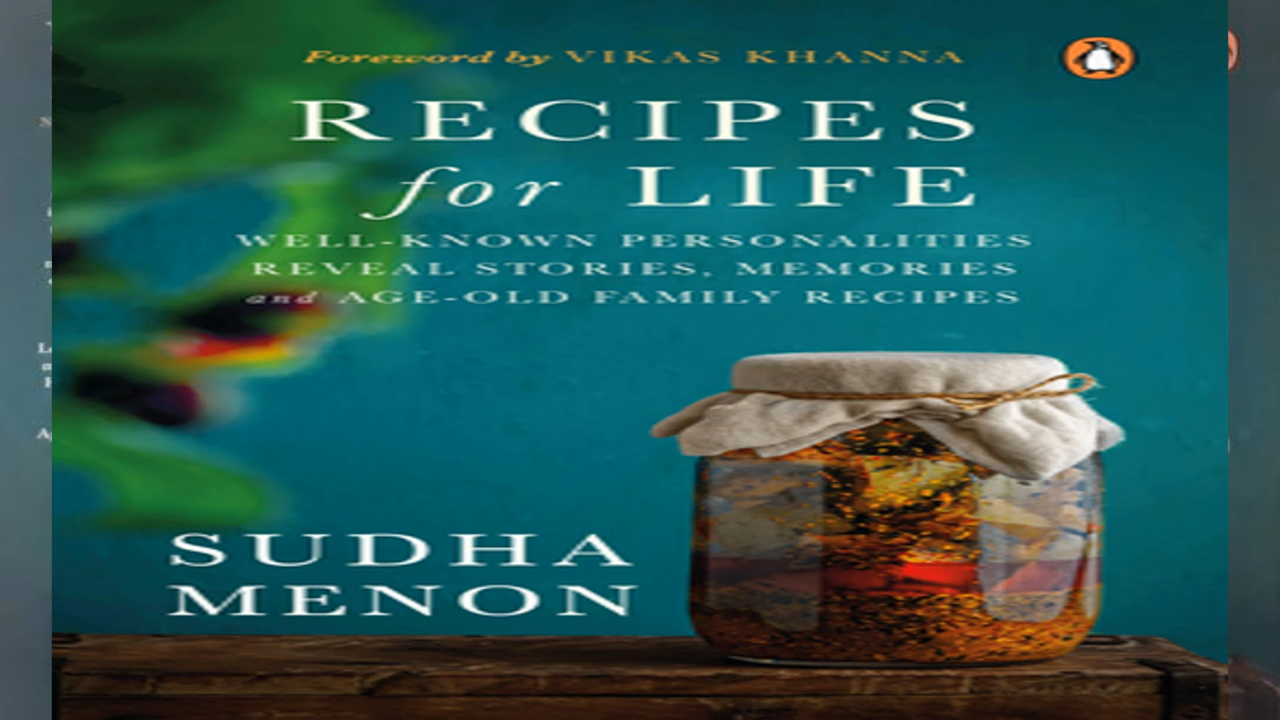 Foreword by VIKAS KHANNA
RECIPES
for LIFE
WELL-KNOWN PERSONALITIES
REVEAL STORIES, MEMORIES
and AGE-OLD FAMILY RECIPES
SUDHA
MENON